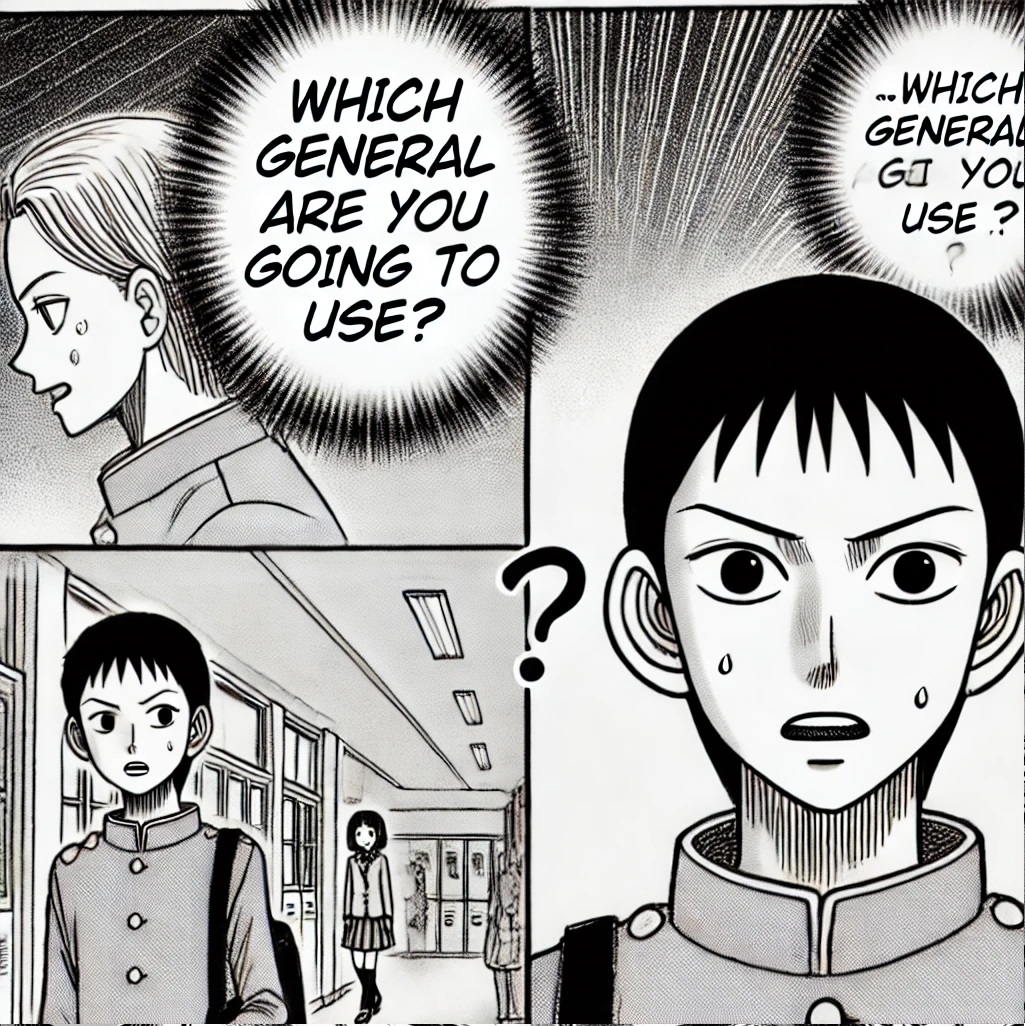 WHICH
GENERAL
ARE YOU
GOING TO
USE?
..WHICH
GENERAL
YOU
USE ?
?
?